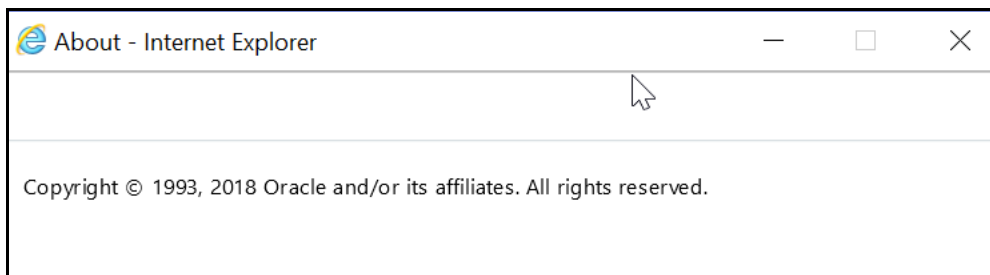 About - Internet Explorer
Copyright © 1993, 2018 Oracle and/or its affiliates. All rights reserved.